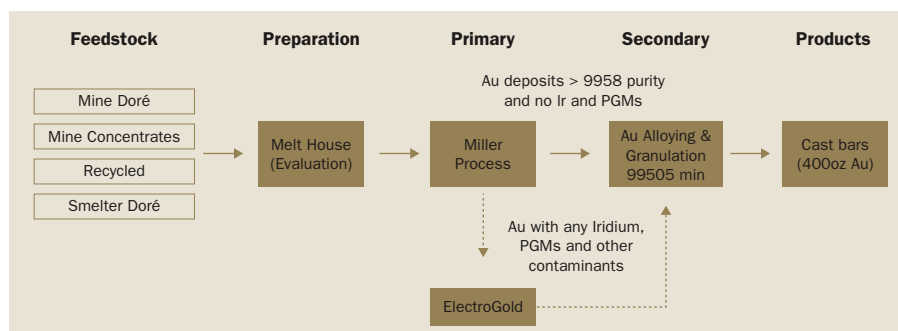 Feedstock
Preparation
Primary
Secondary
Products
Au deposits > 9958 purity
and no Ir and PGMs
Mine Doré
Mine Concentrates
Recycled
Smelter Doré
Melt House
(Evaluation)
Miller
Process
Au Alloying &
Granulation
99505 min
Cast bars
(400oz Au)
Au with any Iridium,
PGMs and other
contaminants
ElectroGold